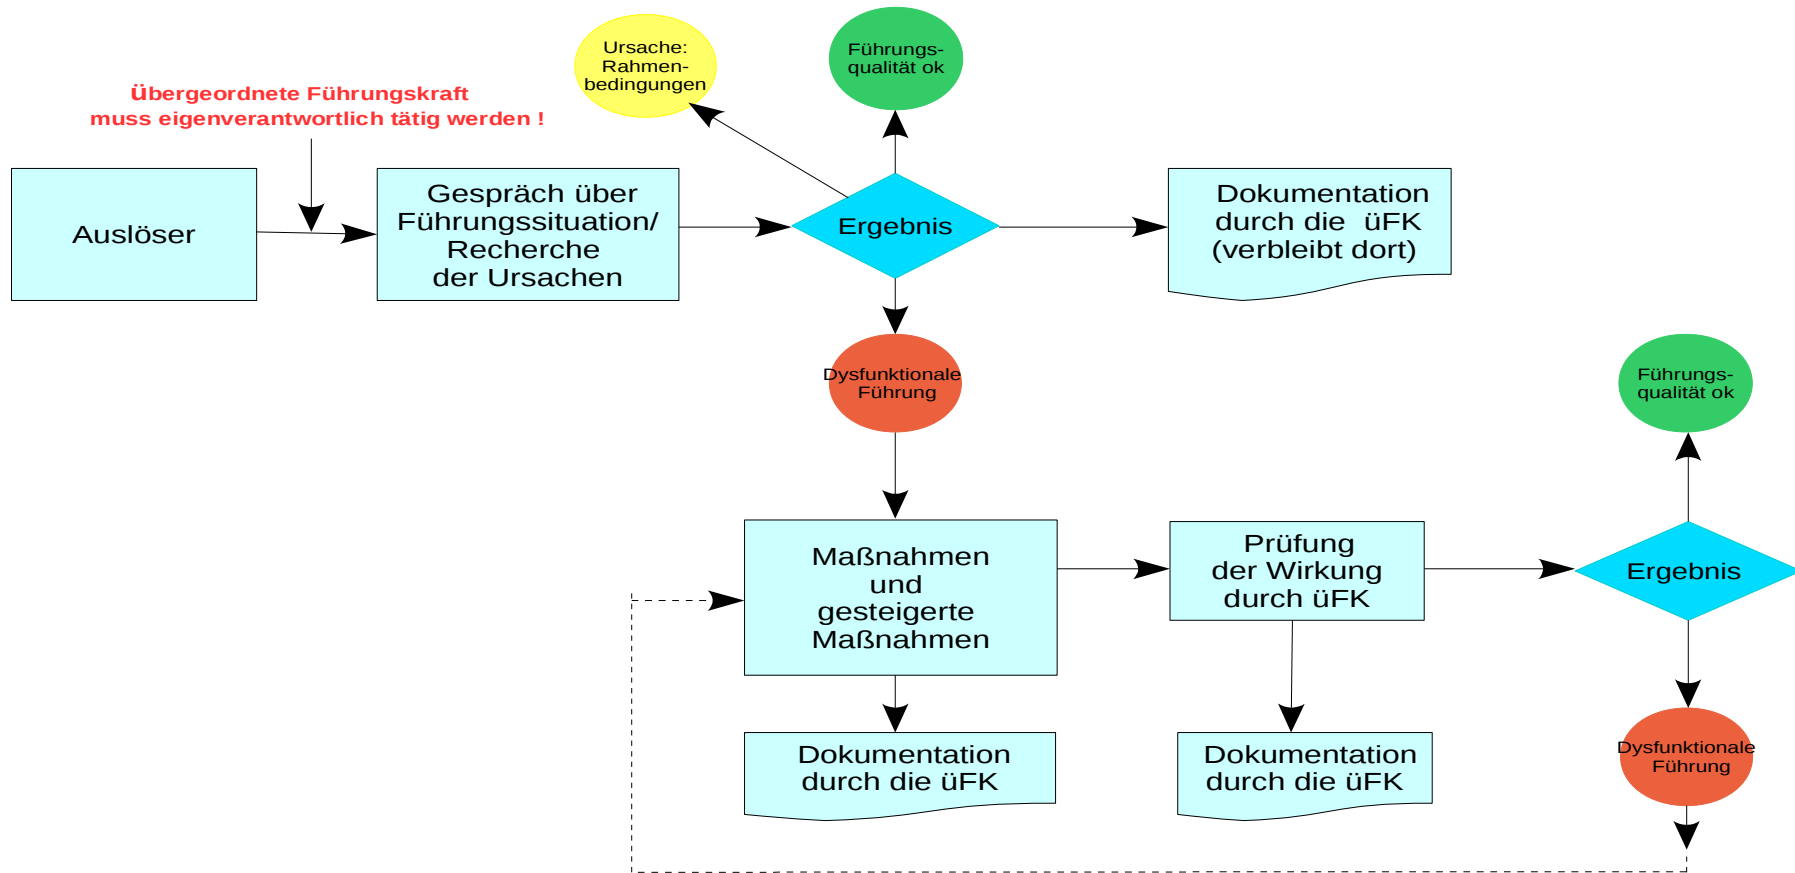 Ursache:
Rahmen-
bedingungen
Führungs-
qualität ok
übergeordnete Führungskraft
muss eigenverantwortlich tätig werden !
Auslöser
Gespräch über
Führungssituation/
Recherche
der Ursachen
Ergebnis
Dokumentation
durch die üFK
(verbleibt dort)
Dysfunktionale
Führung
Führungs-
qualität ok
Maßnahmen
und
gesteigerte
Maßnahmen
Prüfung
der Wirkung
durch üFK
Ergebnis
Dokumentation
durch die üFK
Dokumentation
durch die üFK
Dysfunktionale
Führung